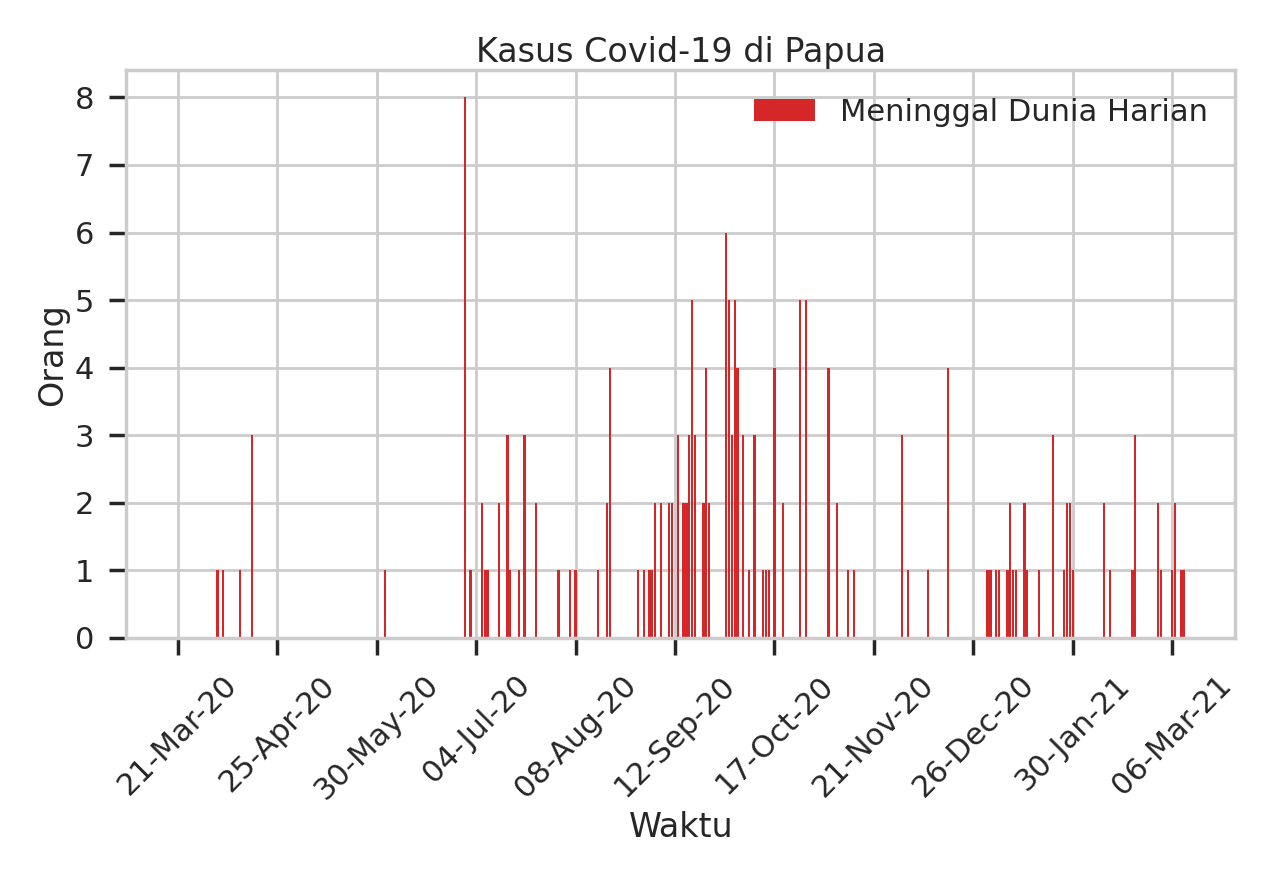 Kasus Covid-19 di Papua
Meninggal Dunia Harian
8
7
6
5
4
3
2
1
0
Orang
21-Mar-20
25-Apr-20
30-May-20
04-Jul-20
08-Aug-20
12-Sep-20
17-Oct-20
21-Nov-20
26-Dec-20
30-Jan-21
06-Mar-21
Waktu